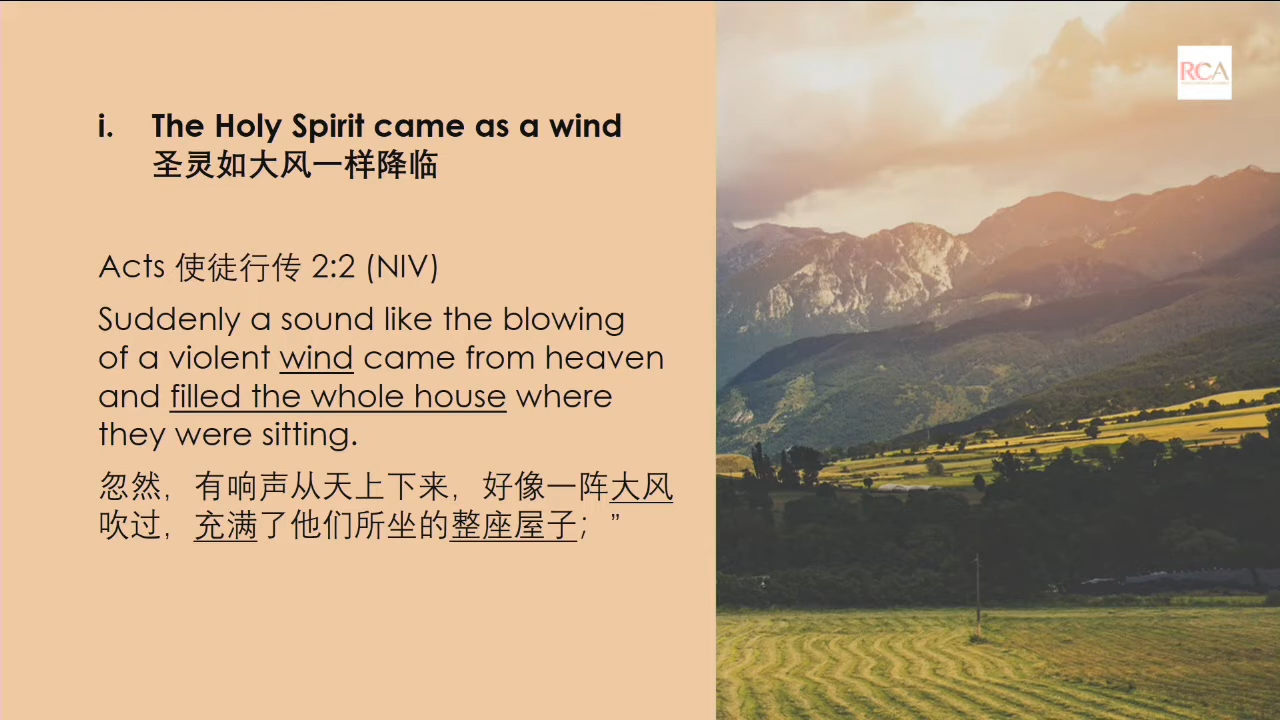 i. The Holy Spirit came as a wind
圣灵如大风一样降临
Acts 使徒行传 2:2 (NIV)
Suddenly a sound like the blowing
of a violent wind came from heaven
and filled the whole house where
they were sitting.
忽然，有响声从天上下来，好像一阵大风
吹过，充满了他们所坐的整座屋子；”
RCA